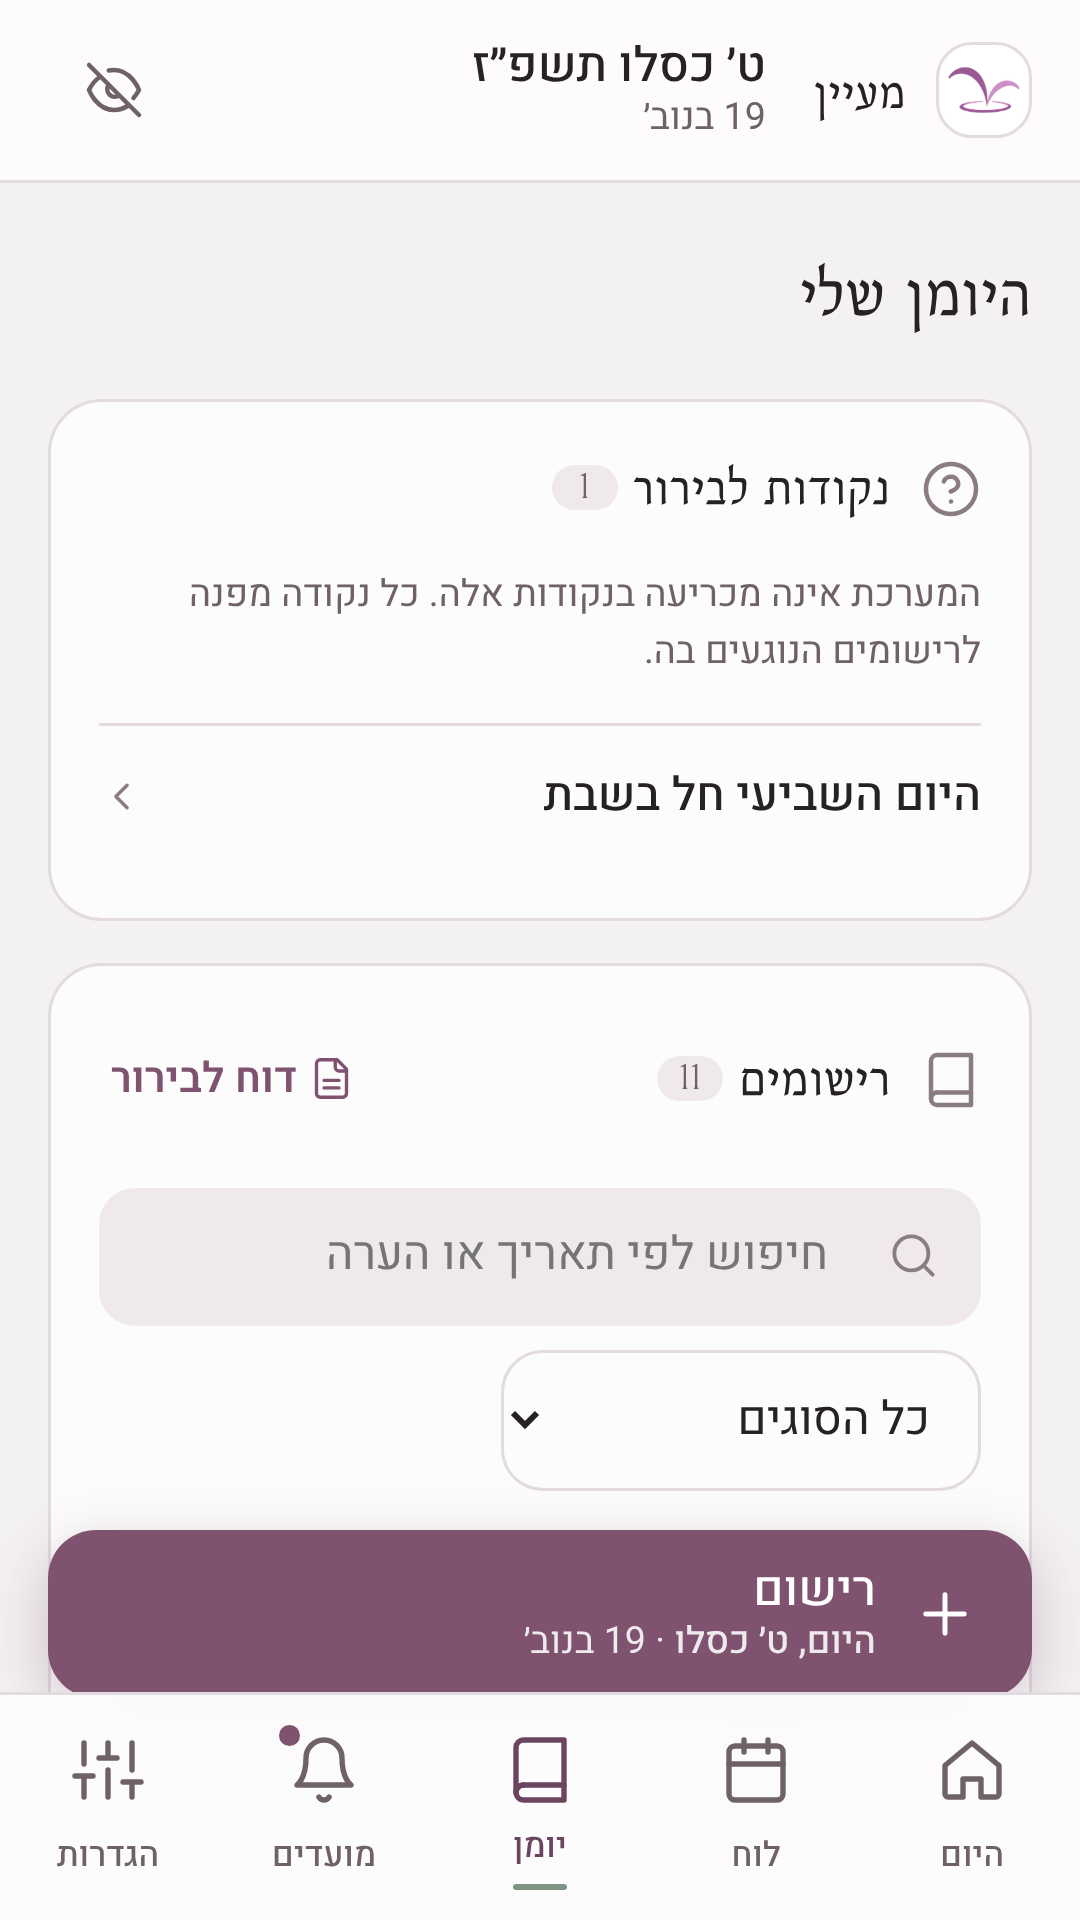 מעיין
ט׳ כסלו תשפ״ז
19 בנוב׳
היומן שלי
נקודות לבירור 1
המערכת אינה מכריעה בנקודות אלה. כל נקודה מפנה
לרישומים הנוגעים בה.
היום השביעי חל בשבת
רישומים 11
דוח לבירור
חיפוש לפי תאריך או הערה
כל הסוגים
רישום
היום, ט׳ כסלו · 19 בנוב׳
היום
לוח
יומן
מועדים
הגדרות